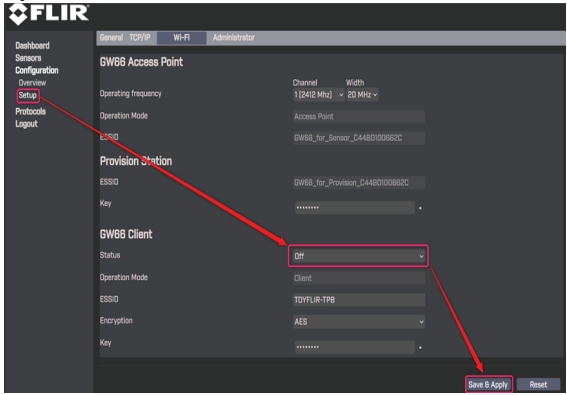 FLIR
General TCP/IP Wi-Fi Administrator
Dashboard
Sensors
Configuration
Overview
Setup
Protocols
Logout
GW66 Access Point
Channel Width
Operating frequency 1 [2412 Mhz] 20 MHz
Operation Mode Access Point
ESSID GW66_for_Sensor_C44BD100662C
Provision Station
ESSID GW66_for_Provision_C44BD100662C
Key ••••••••
GW66 Client
Status Off
Operation Mode Client
ESSID TOYFLIR-TPB
Encryption AES
Key ••••••••
Save & Apply Reset